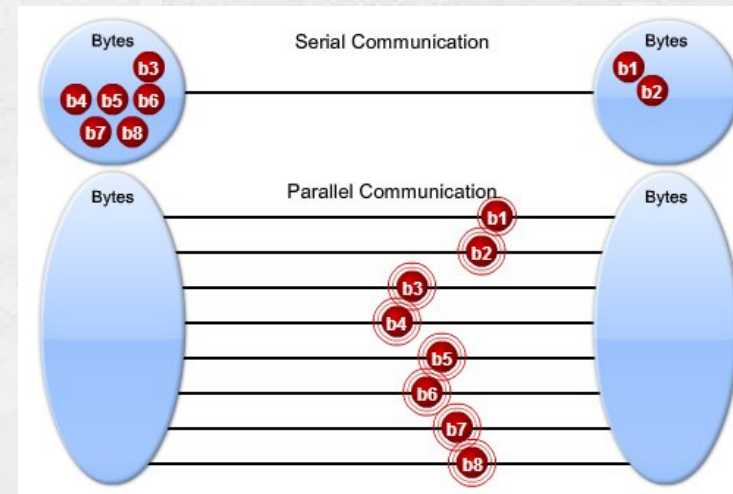 Serial Communication
Bytes
b3
b4 b5 b6
b7 b8
Bytes
b1
b2
Parallel Communication
Bytes
Bytes
b1
b2
b3
b4
b5
b6
b7
b8